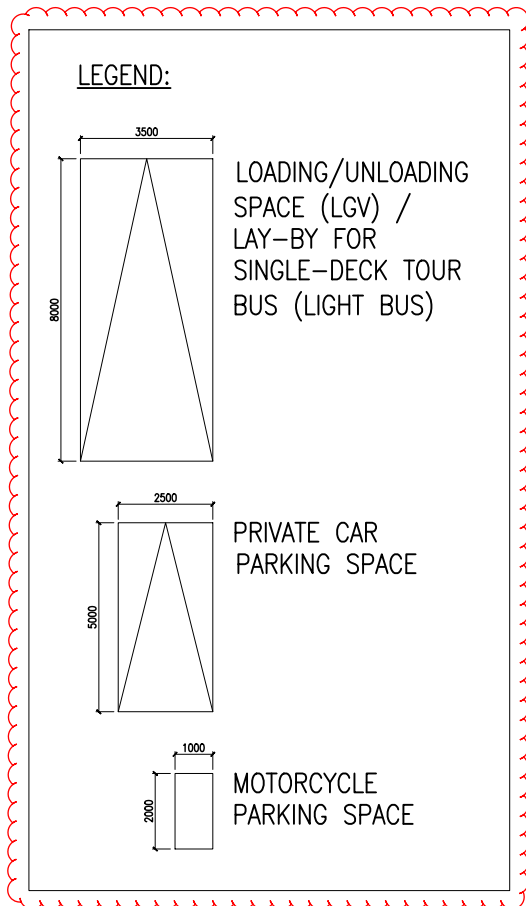 LEGEND:
3500
8000
LOADING/UNLOADING
SPACE (LGV) /
LAY-BY FOR
SINGLE-DECK TOUR
BUS (LIGHT BUS)
2500
5000
PRIVATE CAR
PARKING SPACE
1000
2000
MOTORCYCLE
PARKING SPACE